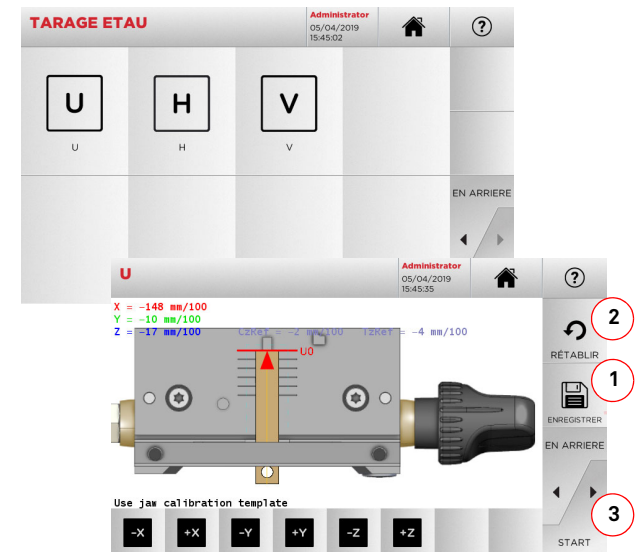 TARAGE ETAU
Administrator
05/04/2019
15:45:02
?
U
H
V
U
H
V
EN ARRIERE
U
Administrator
05/04/2019
15:45:35
?
X = -148 mm/100
Y = -10 mm/100
Z = -17 mm/100 CzRef = -2 mm/100 TzRef = -4 mm/100
U0
2
RÉTABLIR
1
ENREGISTRER
EN ARRIERE
Use jaw calibration template
3
-X +X -Y +Y -Z +Z
START